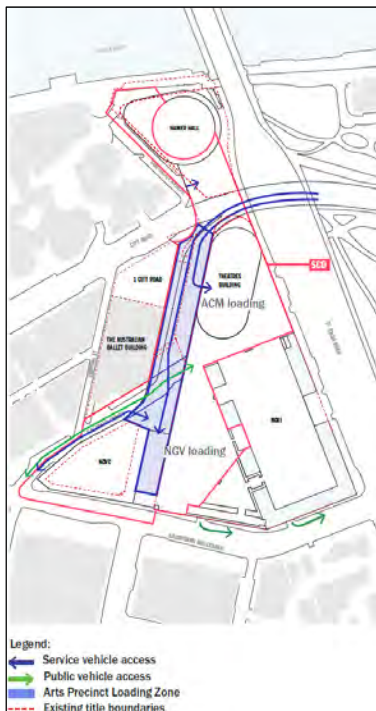 HAMER HALL
CITY ROAD
THEATRES
BUILDING
1 CITY ROAD
SCO
ACM loading
THE AUSTRALIAN
BALLET BUILDING
NGVI
NGV loading
Legend:
Service vehicle access
Public vehicle access
Arts Precinct Loading Zone
Existing title boundaries